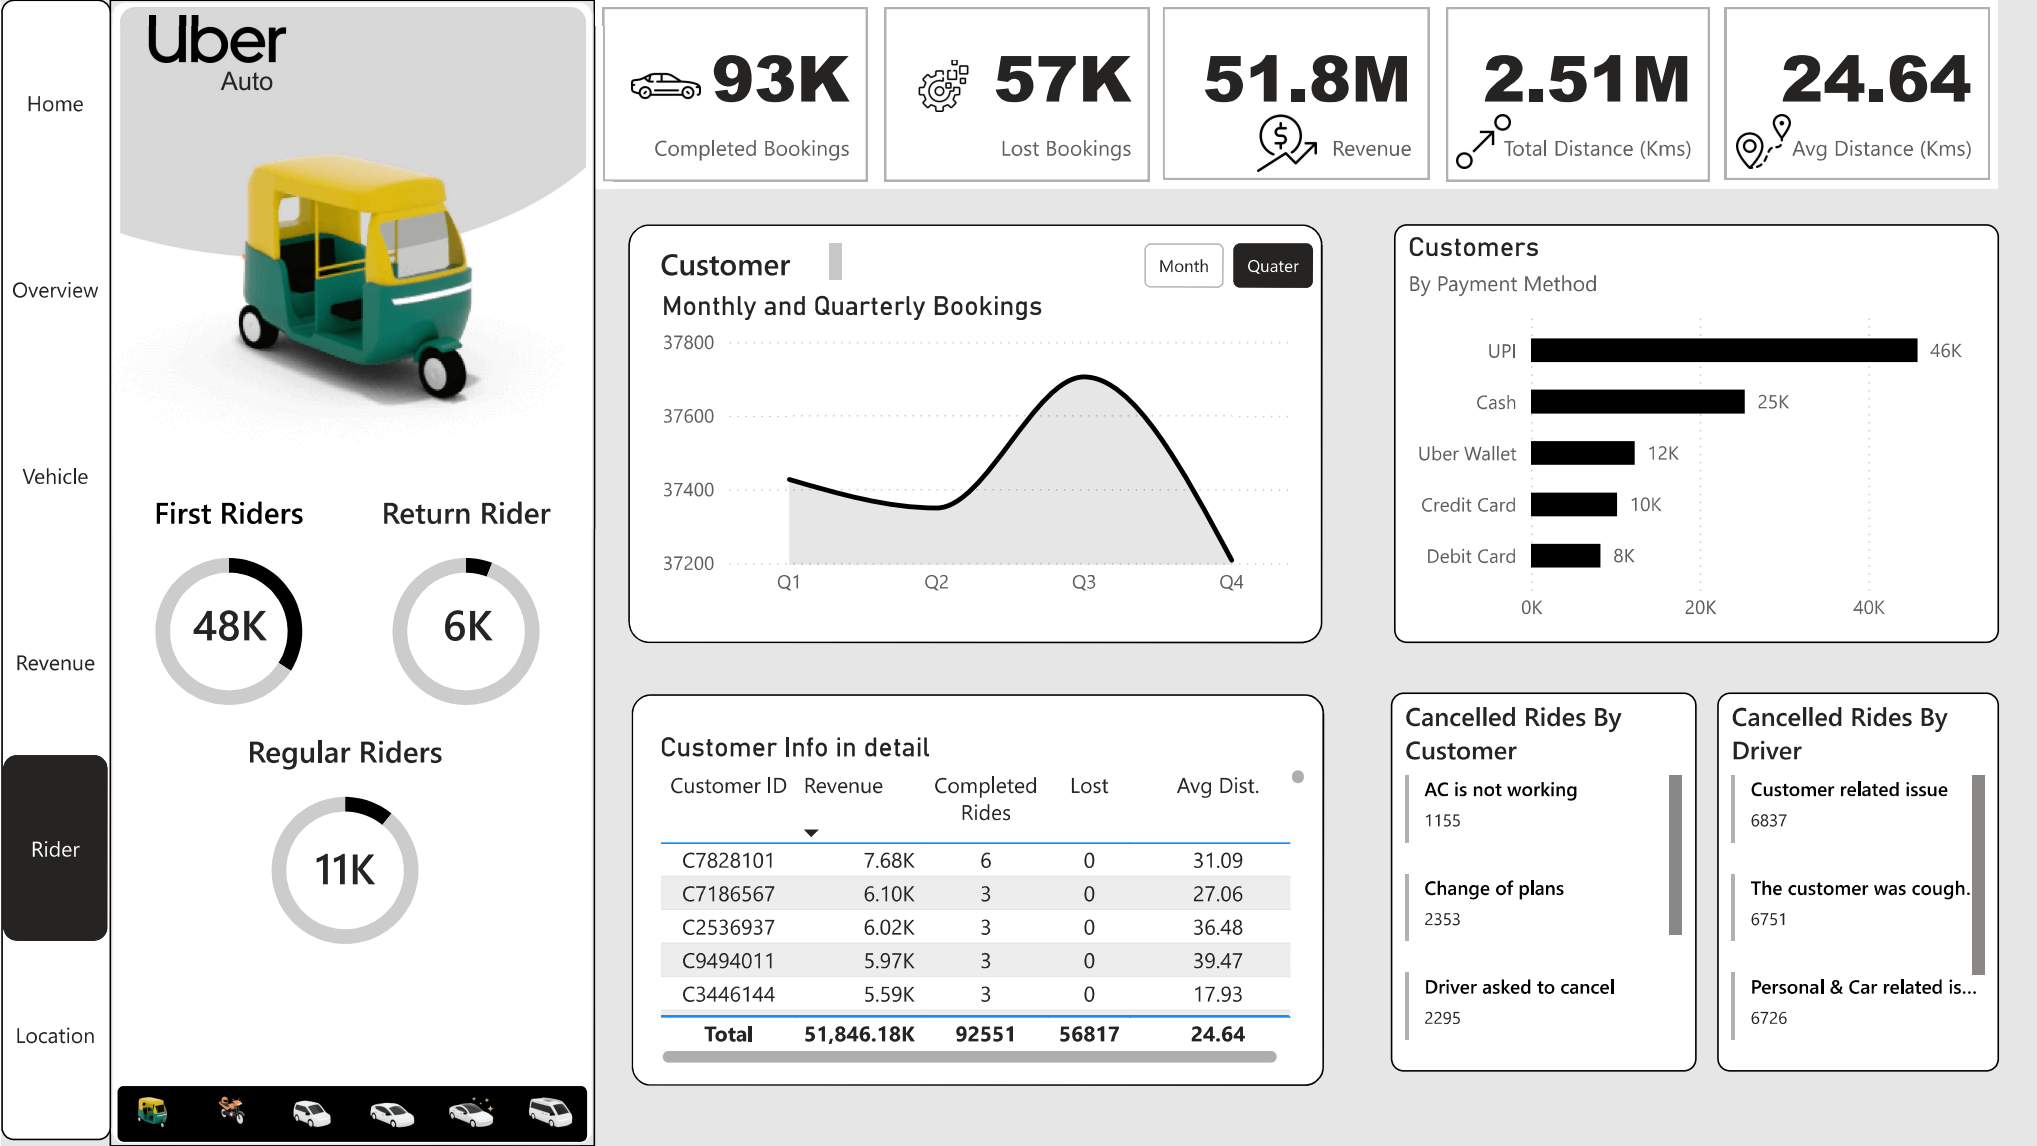 Home
Overview
Vehicle
Revenue
Rider
Location
Uber
Auto
First Riders
48K
Return Rider
6K
Regular Riders
11K
93K
Completed Bookings
57K
Lost Bookings
51.8M
Revenue
2.51M
Total Distance (Kms)
24.64
Avg Distance (Kms)
Customer
Month
Quater
Monthly and Quarterly Bookings
37800
37600
37400
37200
Q1 Q2 Q3 Q4
Customers
By Payment Method
UPI 46K
Cash 25K
Uber Wallet 12K
Credit Card 10K
Debit Card 8K
0K 20K 40K
Customer Info in detail
Customer ID Revenue Completed Lost Avg Dist.
Rides
C7828101 7.68K 6 0 31.09
C7186567 6.10K 3 0 27.06
C2536937 6.02K 3 0 36.48
C9494011 5.97K 3 0 39.47
C3446144 5.59K 3 0 17.93
Total 51,846.18K 92551 56817 24.64
Cancelled Rides By
Customer
AC is not working
1155
Change of plans
2353
Driver asked to cancel
2295
Cancelled Rides By
Driver
Customer related issue
6837
The customer was cough.
6751
Personal & Car related is...
6726